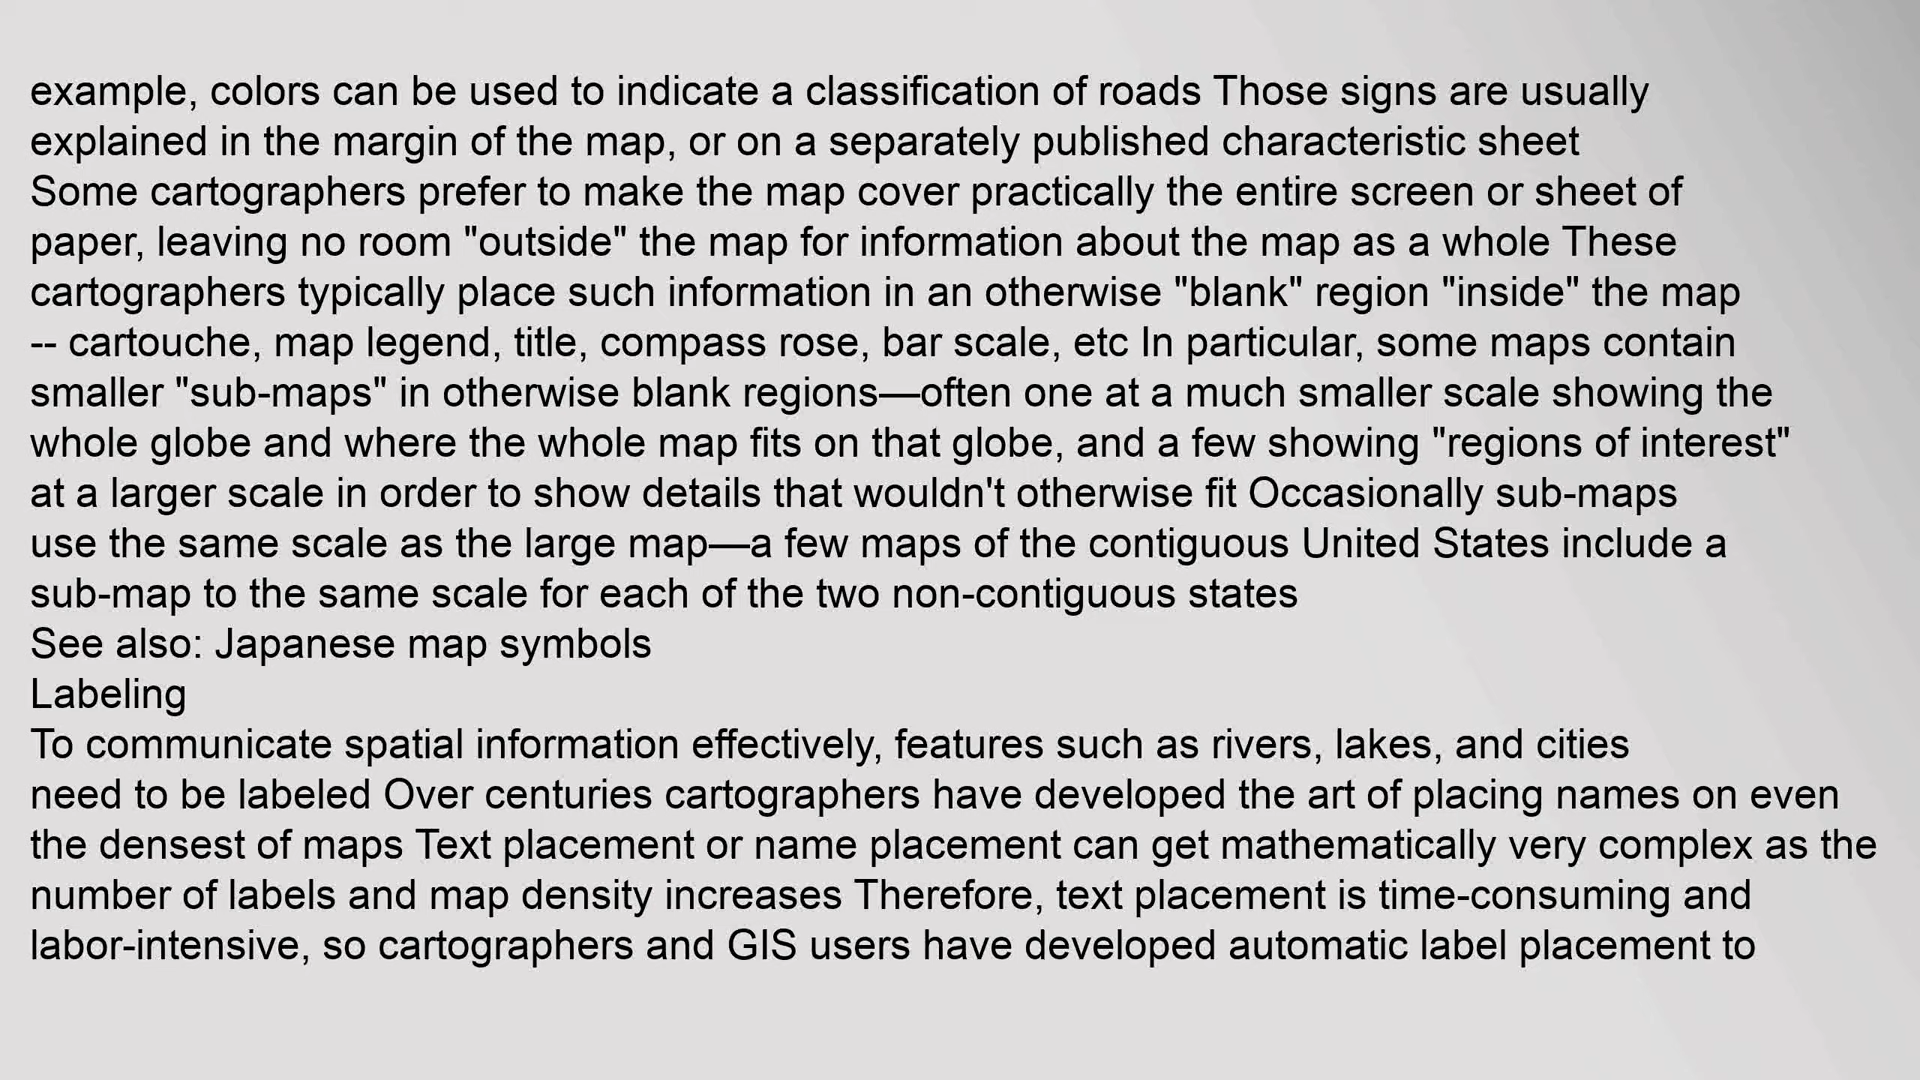 example, colors can be used to indicate a classification of roads Those signs are usually
explained in the margin of the map, or on a separately published characteristic sheet
Some cartographers prefer to make the map cover practically the entire screen or sheet of
paper, leaving no room "outside" the map for information about the map as a whole These
cartographers typically place such information in an otherwise "blank" region "inside" the map
-- cartouche, map legend, title, compass rose, bar scale, etc In particular, some maps contain
smaller "sub-maps" in otherwise blank regions—often one at a much smaller scale showing the
whole globe and where the whole map fits on that globe, and a few showing "regions of interest"
at a larger scale in order to show details that wouldn't otherwise fit Occasionally sub-maps
use the same scale as the large map—a few maps of the contiguous United States include a
sub-map to the same scale for each of the two non-contiguous states
See also: Japanese map symbols
Labeling
To communicate spatial information effectively, features such as rivers, lakes, and cities
need to be labeled Over centuries cartographers have developed the art of placing names on even
the densest of maps Text placement or name placement can get mathematically very complex as the
number of labels and map density increases Therefore, text placement is time-consuming and
labor-intensive, so cartographers and GIS users have developed automatic label placement to